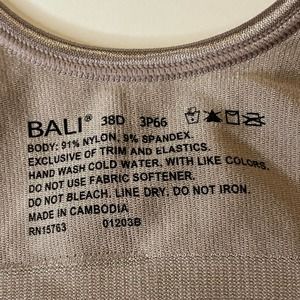 BALI® 38D 3P66
BODY: 91% NYLON, 9% SPANDEX.
EXCLUSIVE OF TRIM AND ELASTICS.
HAND WASH COLD WATER, WITH LIKE COLORS.
DO NOT USE FABRIC SOFTENER.
DO NOT BLEACH. LINE DRY. DO NOT IRON.
MADE IN CAMBODIA
RN15763 01203B